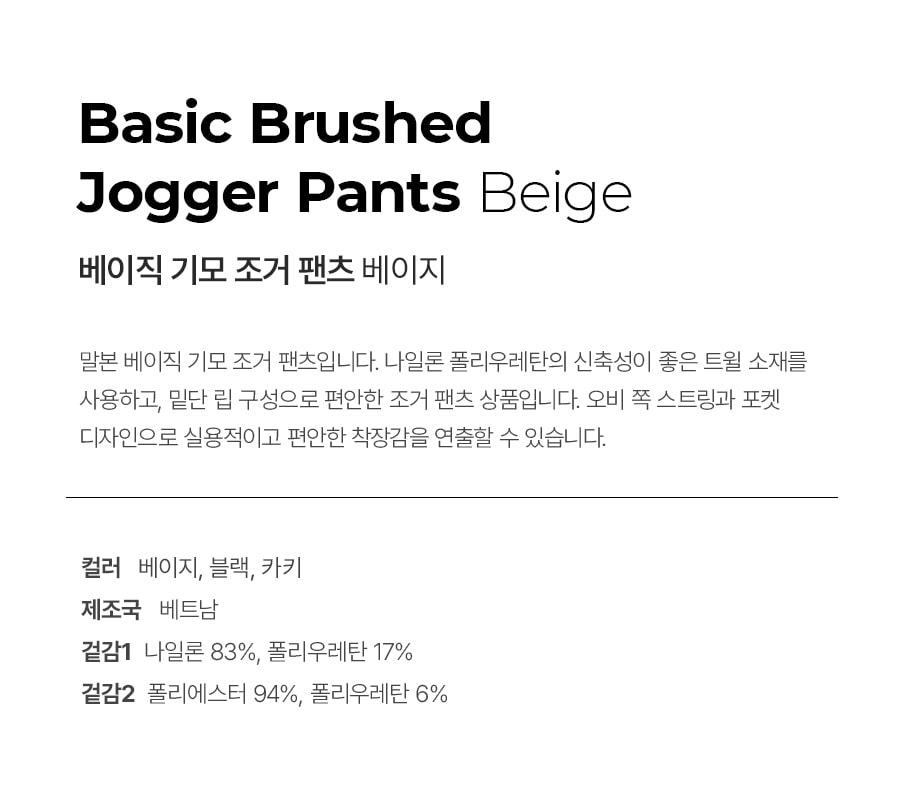 Basic Brushed
Jogger Pants Beige
베이직 기모 조거 팬츠 베이지
말본 베이직 기모 조거 팬츠입니다. 나일론 폴리우레탄의 신축성이 좋은 트윌 소재를
사용하고, 밑단 립 구성으로 편안한 조거 팬츠 상품입니다. 오비 쪽 스트링과 포켓
디자인으로 실용적이고 편안한 착장감을 연출할 수 있습니다.
컬러 베이지, 블랙, 카키
제조국 베트남
겉감1 나일론 83%, 폴리우레탄 17%
겉감2 폴리에스터 94%, 폴리우레탄 6%